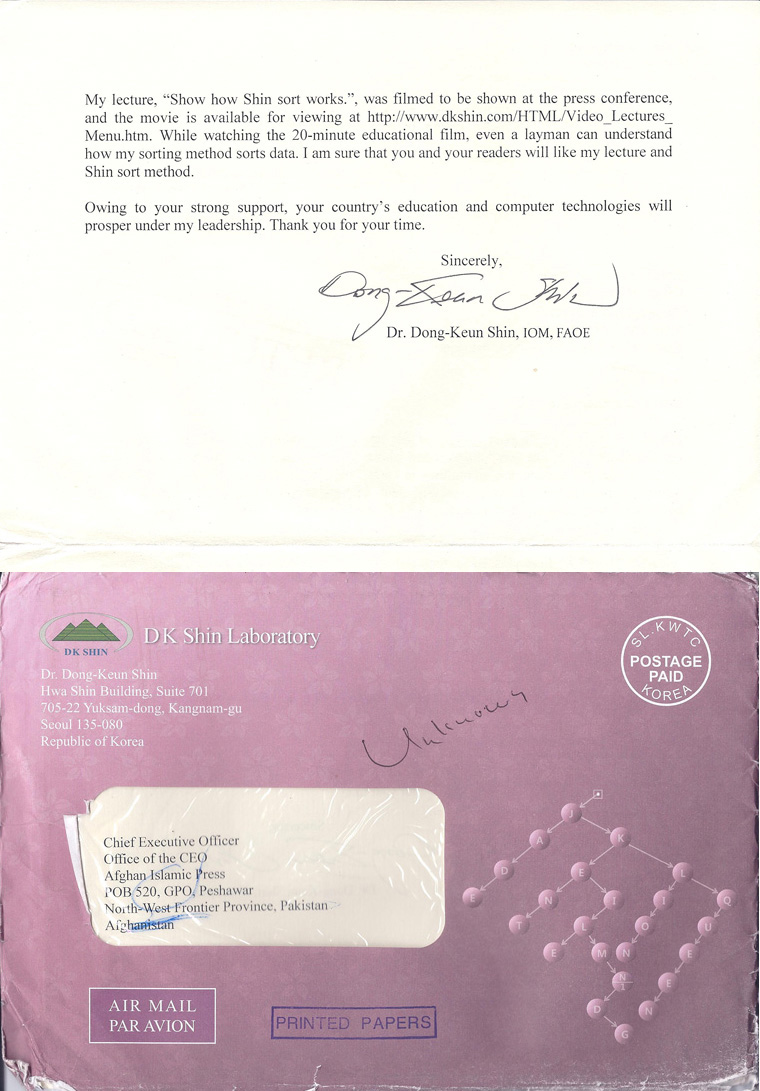 My lecture, “Show how Shin sort works.”, was filmed to be shown at the press conference,
and the movie is available for viewing at http://www.dkshin.com/HTML/Video_Lectures_
Menu.htm. While watching the 20-minute educational film, even a layman can understand
how my sorting method sorts data. I am sure that you and your readers will like my lecture and
Shin sort method.
Owing to your strong support, your country’s education and computer technologies will
prosper under my leadership. Thank you for your time.
Sincerely,
Dong-Keun Shin
Dr. Dong-Keun Shin, IOM, FAOE
DK SHIN
DK Shin Laboratory
Dr. Dong-Keun Shin
Hwa Shin Building, Suite 701
705-22 Yuksam-dong, Kangnam-gu
Seoul 135-080
Republic of Korea
SL.KWTC
POSTAGE
PAID
KOREA
Unknown
Chief Executive Officer
Office of the CEO
Afghan Islamic Press
POB 520, GPO, Peshawar
North-West Frontier Province, Pakistan
Afghanistan
J
A K
D E L
E N I Q
T L O U
E M N E
N E
D N
G
AIR MAIL
PAR AVION
PRINTED PAPERS